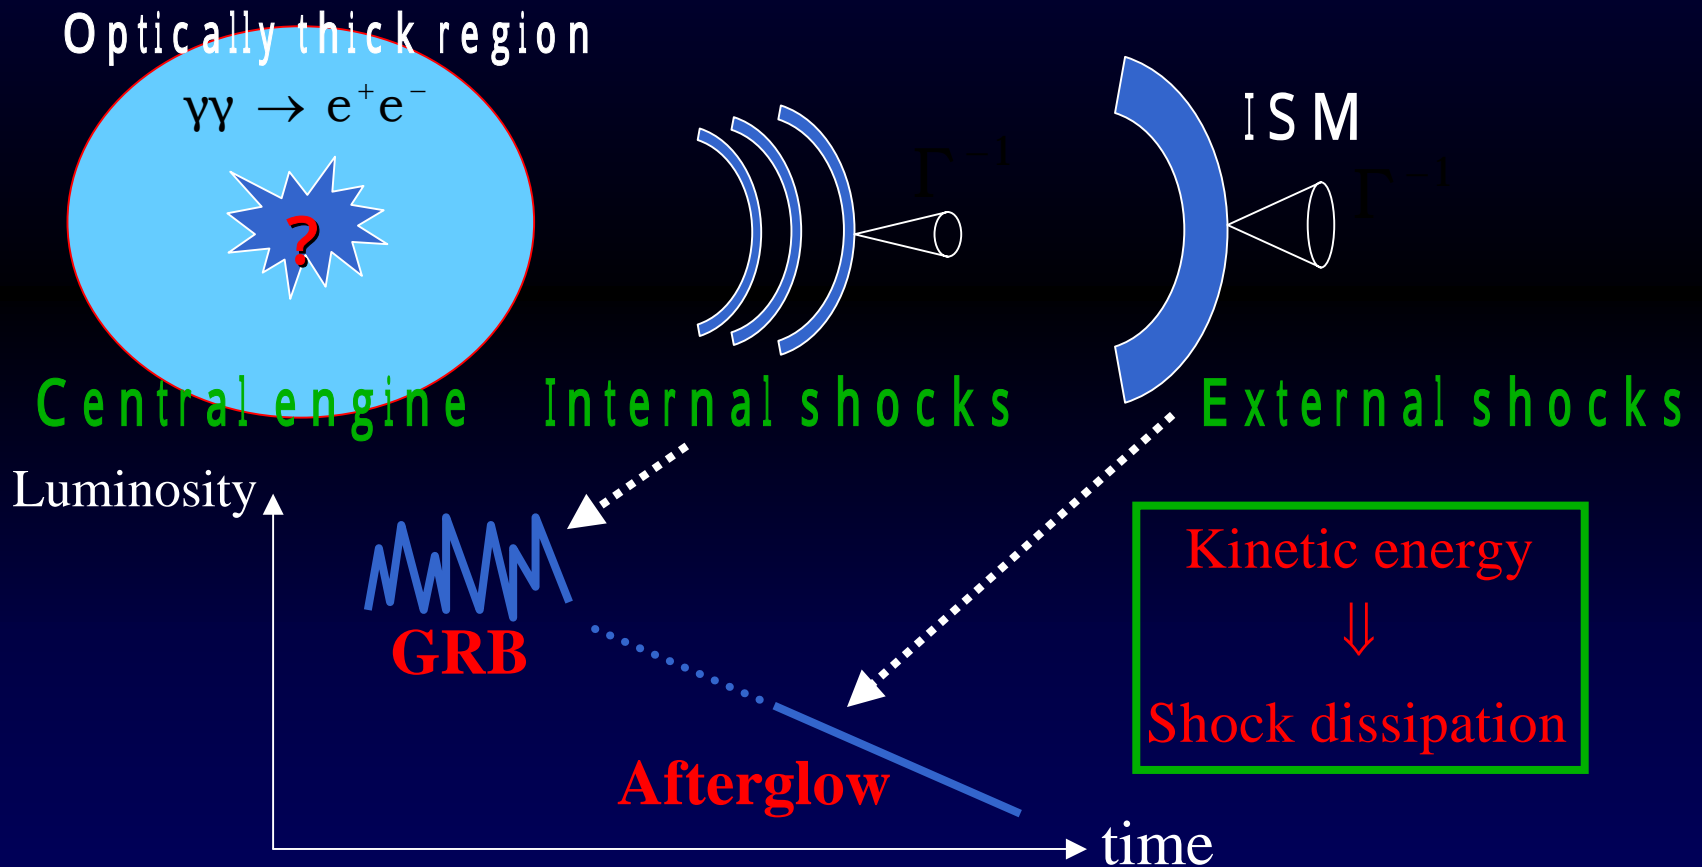 Optically thick region
γγ → e⁺e⁻
?
Γ⁻¹
ISM
Γ⁻¹
Central engine
Internal shocks
External shocks
Luminosity
GRB
Afterglow
time
Kinetic energy
⇓
Shock dissipation